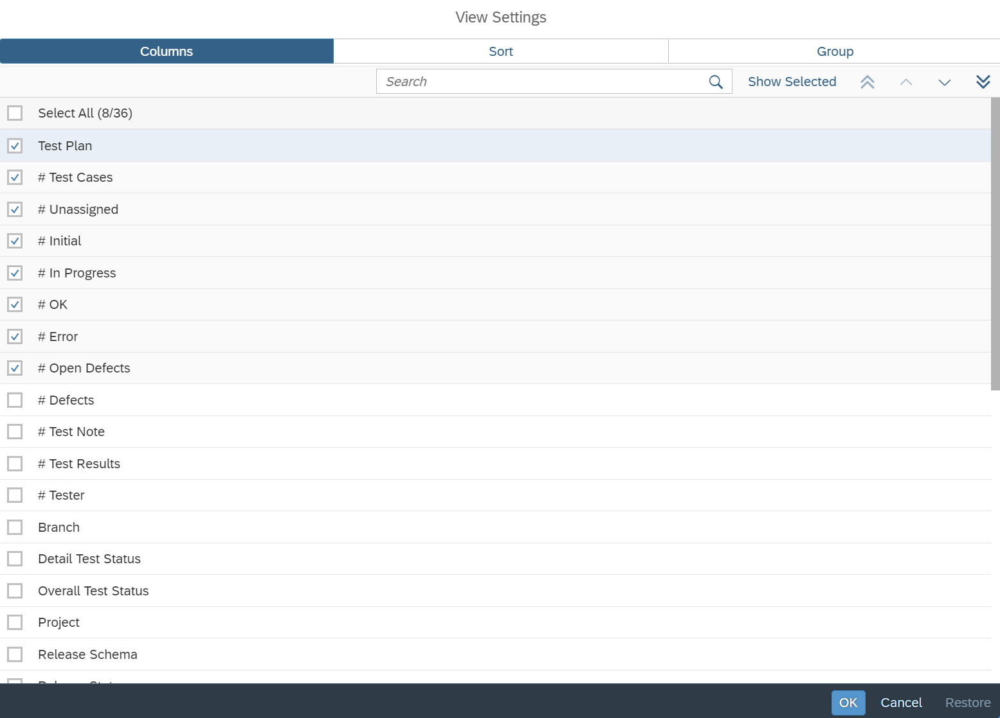 View Settings
Columns Sort Group
Search Show Selected
Select All (8/36)
Test Plan
# Test Cases
# Unassigned
# Initial
# In Progress
# OK
# Error
# Open Defects
# Defects
# Test Note
# Test Results
# Tester
Branch
Detail Test Status
Overall Test Status
Project
Release Schema
OK Cancel Restore